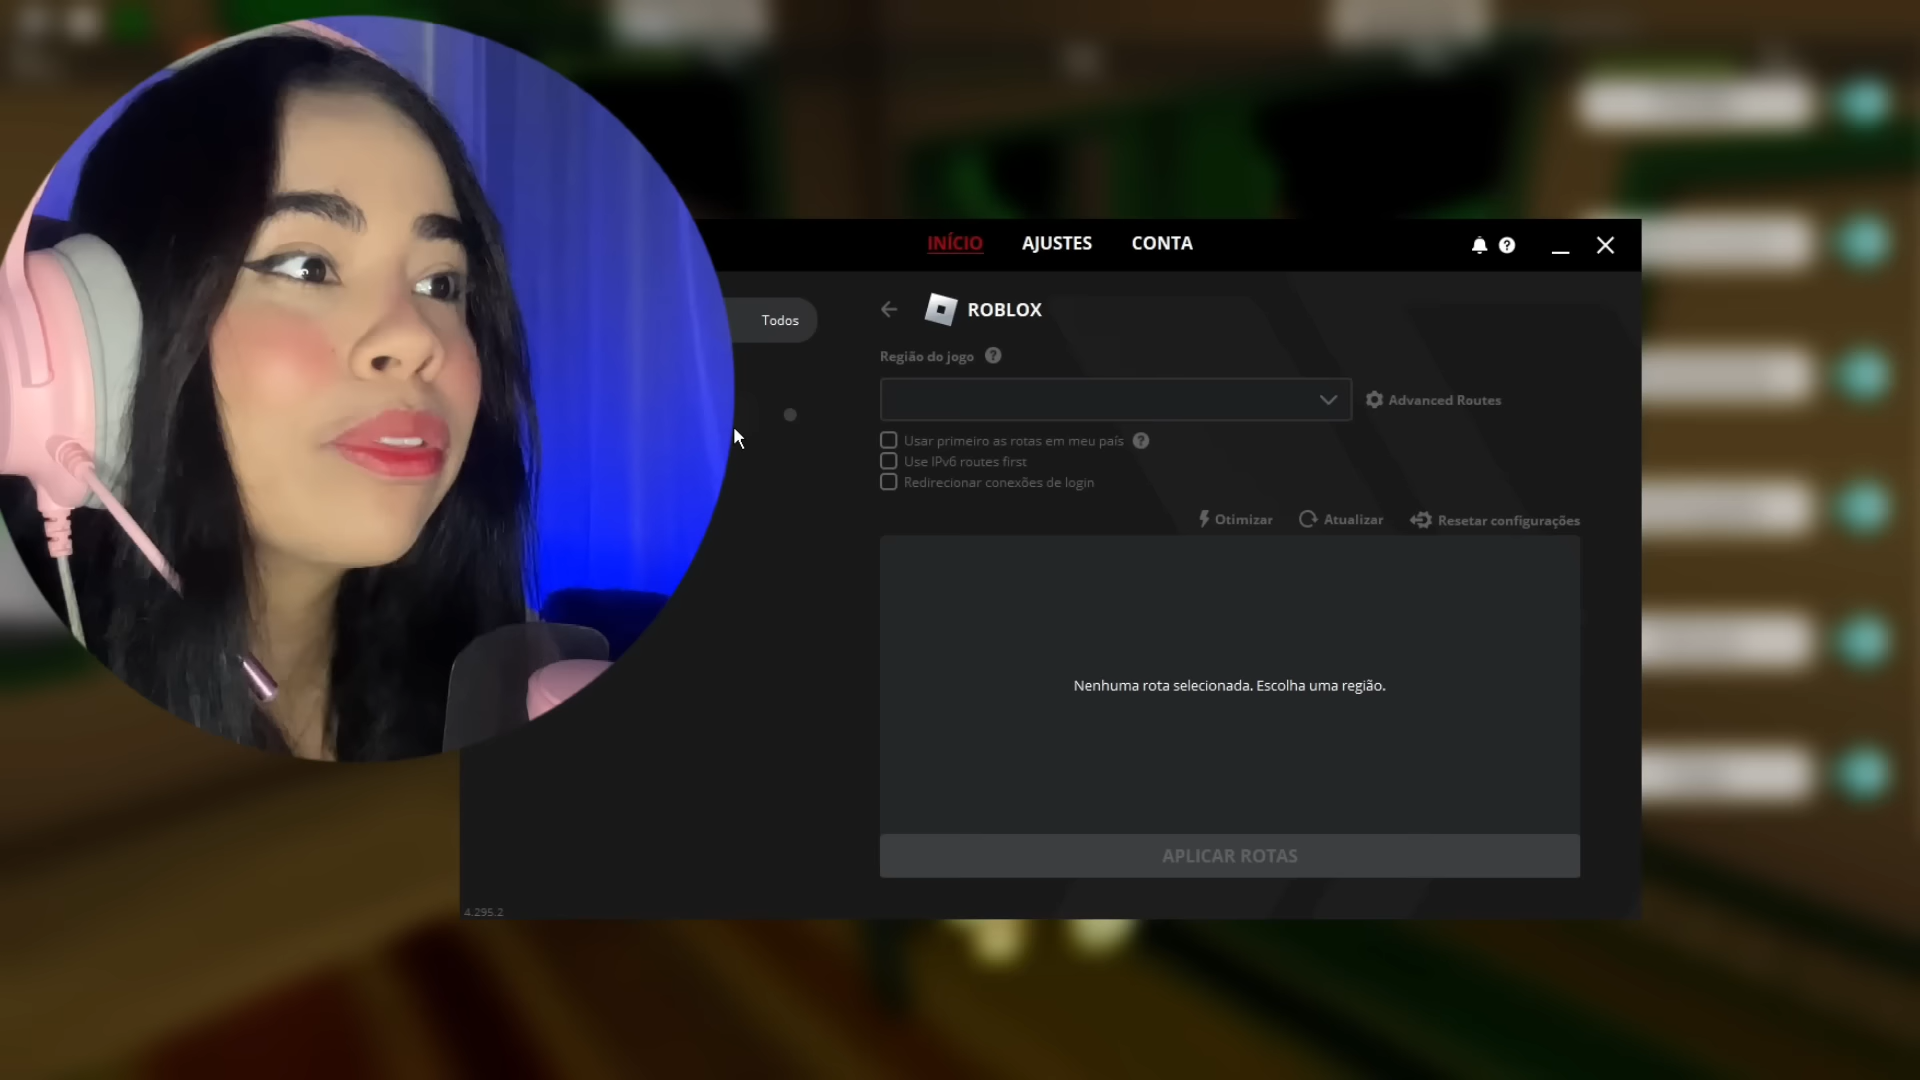 INÍCIO AJUSTES CONTA
Todos
ROBLOX
Região do jogo ?
Advanced Routes
Usar primeiro as rotas em meu país ?
Use IPv6 routes first
Redirecionar conexões de login
Otimizar Atualizar Resetar configurações
Nenhuma rota selecionada. Escolha uma região.
APLICAR ROTAS
4.295.2